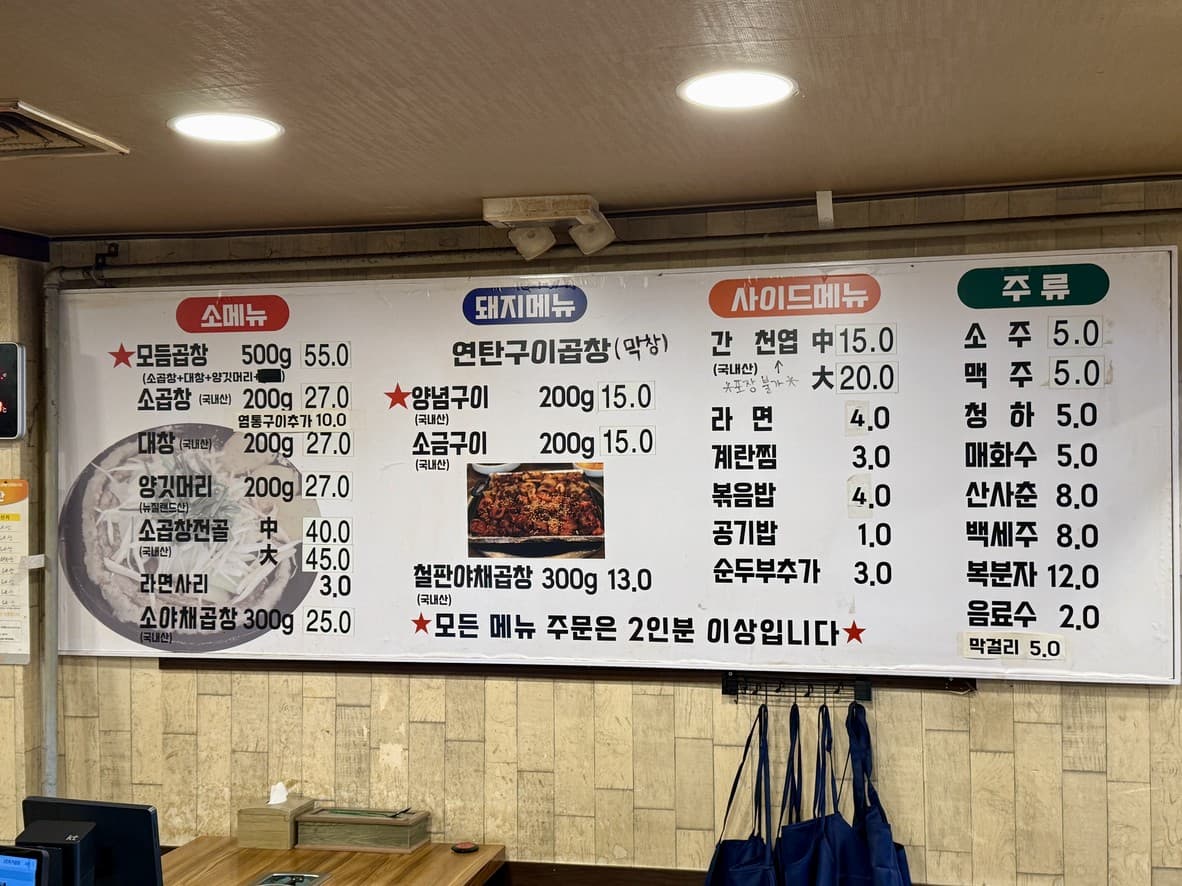 소메뉴
★모듬곱창 500g 55.0
(소곱창+대창+양깃머리+
소곱창 (국내산) 200g 27.0
염통구이추가 10.0
대창 (국내산) 200g 27.0
양깃머리 200g 27.0
(뉴질랜드산)
소곱창전골 中 40.0
(국내산) 大 45.0
라면사리 3.0
소야채곱창 300g 25.0
(국내산)
돼지메뉴
연탄구이곱창 (막창)
★양념구이 200g 15.0
(국내산)
소금구이 200g 15.0
(국내산)
철판야채곱창 300g 13.0
(국내산)
★모든 메뉴 주문은 2인분 이상입니다★
사이드메뉴
간 천엽 中 15.0
(국내산) ↑ 大 20.0
※포장 불가※
라면 4.0
계란찜 3.0
볶음밥 4.0
공기밥 1.0
순두부추가 3.0
주류
소주 5.0
맥주 5.0
청하 5.0
매화수 5.0
산사춘 8.0
백세주 8.0
복분자 12.0
음료수 2.0
막걸리 5.0
kt